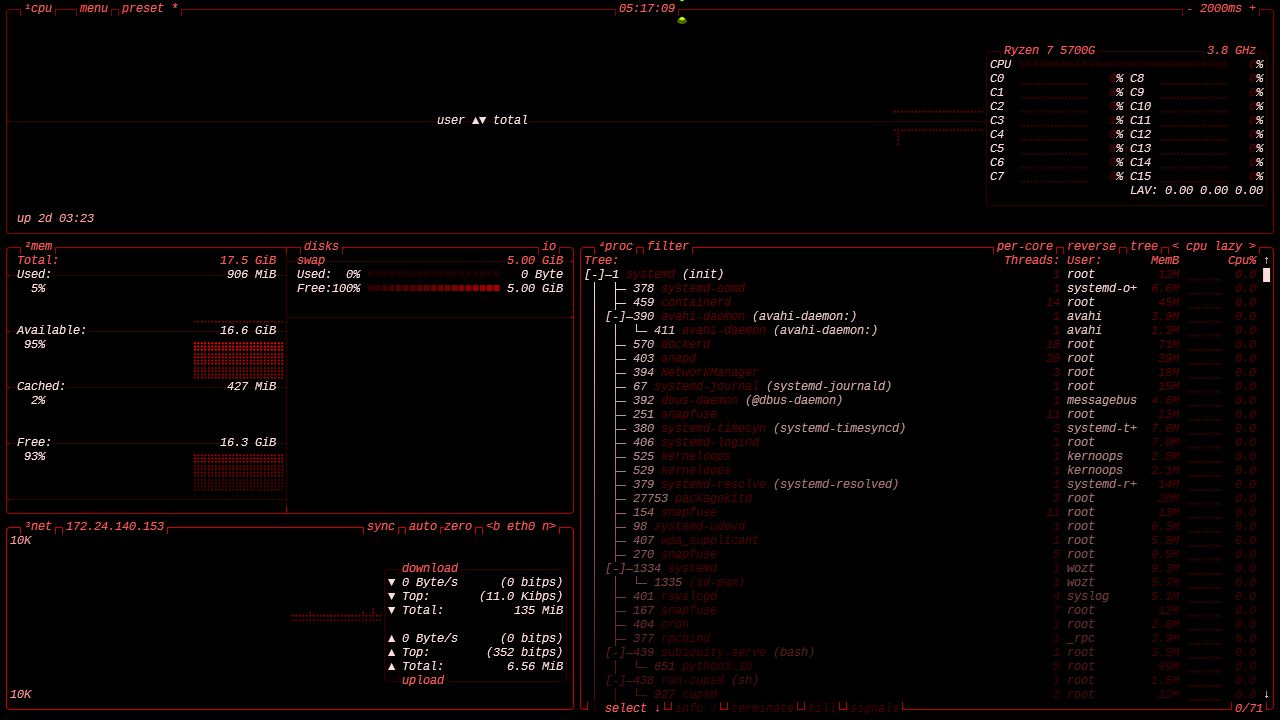 ¹cpu menu preset * 05:17:09 - 2000ms +
Ryzen 7 5700G 3.8 GHz
CPU %
C0 % C8 %
C1 % C9 %
C2 % C10 %
user ▲▼ total
C3 % C11 %
C4 % C12 %
C5 % C13 %
C6 % C14 %
C7 % C15 %
LAV: 0.00 0.00 0.00
up 2d 03:23
²mem
Total: 17.5 GiB
Used: 906 MiB
5%
Available: 16.6 GiB
95%
Cached: 427 MiB
2%
Free: 16.3 GiB
93%
disks io
swap 5.00 GiB
Used: 0% 0 Byte
Free:100% 5.00 GiB
³net 172.24.140.153 sync auto zero <b eth0 n>
10K
download
▼ 0 Byte/s (0 bitps)
▼ Top: (11.0 Kibps)
▼ Total: 135 MiB
▲ 0 Byte/s (0 bitps)
▲ Top: (352 bitps)
▲ Total: 6.56 MiB
upload
10K
⁴proc filter per-core reverse tree < cpu lazy >
Tree: Threads: User: MemB Cpu% ↑
[-]─1 systemd (init) 1 root 12M 0.0
├─ 378 systemd-oomd 1 systemd-o+ 6.6M 0.0
├─ 459 containerd 14 root 45M 0.0
[-]─390 avahi-daemon (avahi-daemon:) 1 avahi 3.9M 0.0
└─ 411 avahi-daemon (avahi-daemon:) 1 avahi 1.3M 0.0
├─ 570 dockerd 18 root 71M 0.0
├─ 403 snapd 20 root 39M 0.0
├─ 394 NetworkManager 3 root 18M 0.0
├─ 67 systemd-journal (systemd-journald) 1 root 15M 0.0
├─ 392 dbus-daemon (@dbus-daemon) 1 messagebus 4.6M 0.0
├─ 251 snapfuse 11 root 13M 0.0
├─ 380 systemd-timesyn (systemd-timesyncd) 2 systemd-t+ 7.0M 0.0
├─ 406 systemd-logind 1 root 7.0M 0.0
├─ 525 kerneloops 1 kernoops 2.0M 0.0
├─ 529 kerneloops 1 kernoops 2.1M 0.0
├─ 379 systemd-resolve (systemd-resolved) 1 systemd-r+ 14M 0.0
├─ 27753 packagekitd 3 root 20M 0.0
├─ 154 snapfuse 11 root 13M 0.0
├─ 98 systemd-udevd 1 root 6.3M 0.0
├─ 407 wpa_supplicant 1 root 5.8M 0.0
├─ 270 snapfuse 5 root 9.5M 0.0
[-]─1334 systemd 1 wozt 9.3M 0.0
└─ 1335 (sd-pam) 1 wozt 5.7M 0.0
├─ 401 rsyslogd 4 syslog 5.1M 0.0
├─ 167 snapfuse 7 root 12M 0.0
├─ 404 cron 1 root 2.8M 0.0
├─ 377 rpcbind 1 _rpc 3.9M 0.0
[-]─439 subiquity-serve (bash) 1 root 3.5M 0.0
└─ 651 python3.10 5 root 99M 0.0
[-]─438 run-cupsd (sh) 1 root 1.5M 0.0
└─ 927 cupsd 2 root 12M 0.0 ↓
select ↓ info terminate kill signals 0/71